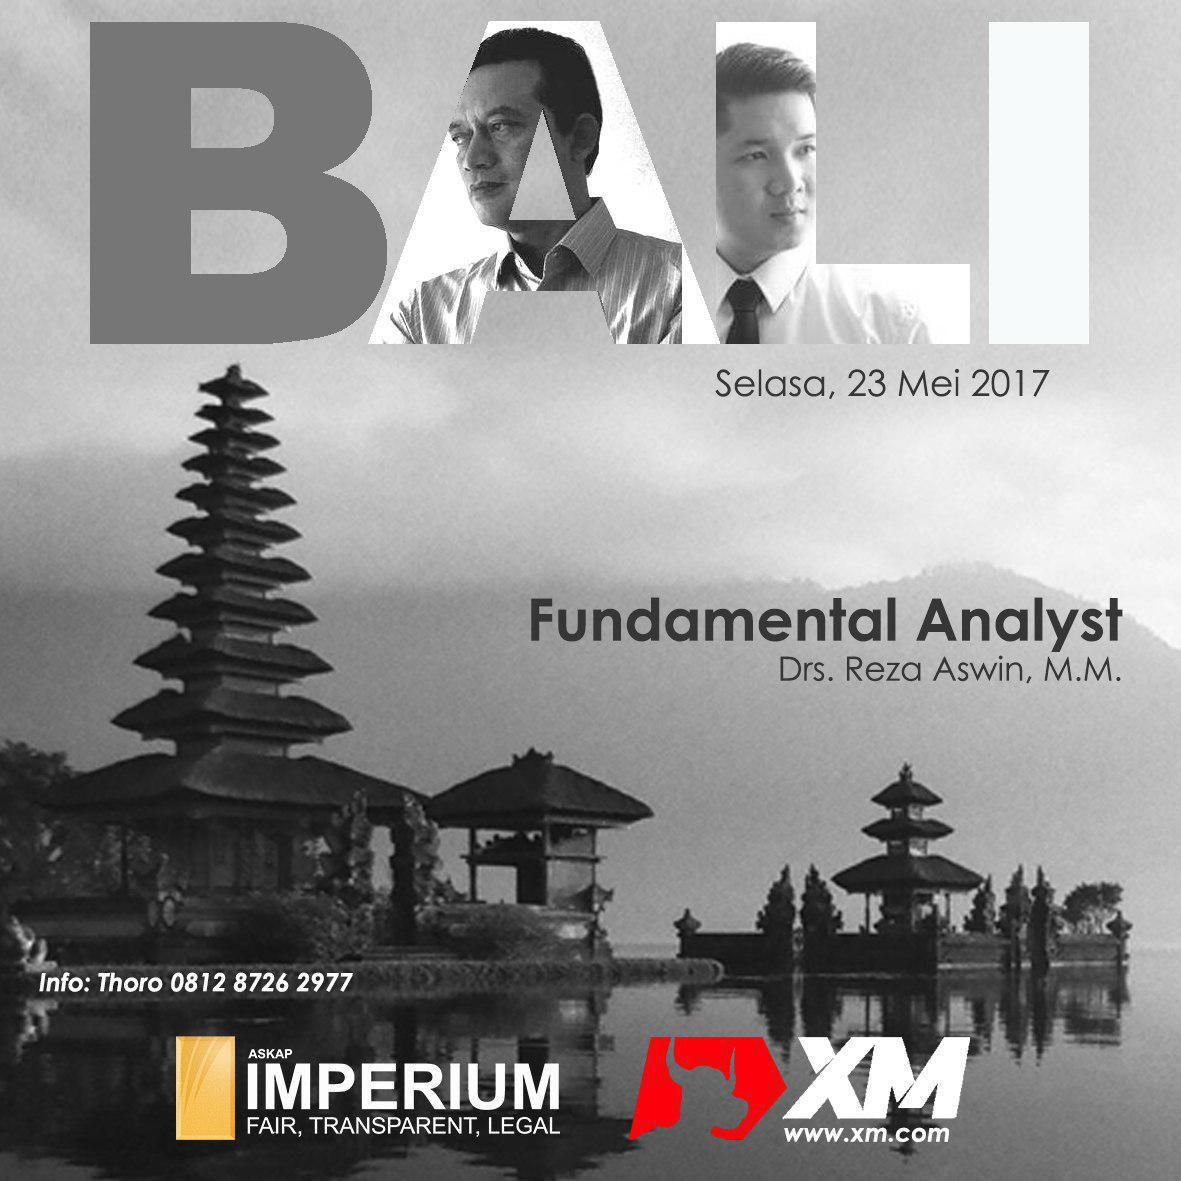 BALI
Selasa, 23 Mei 2017
Fundamental Analyst
Drs. Reza Aswin, M.M.
Info: Thoro 0812 8726 2977
ASKAP
IMPERIUM
FAIR, TRANSPARENT, LEGAL
XM
www.xm.com